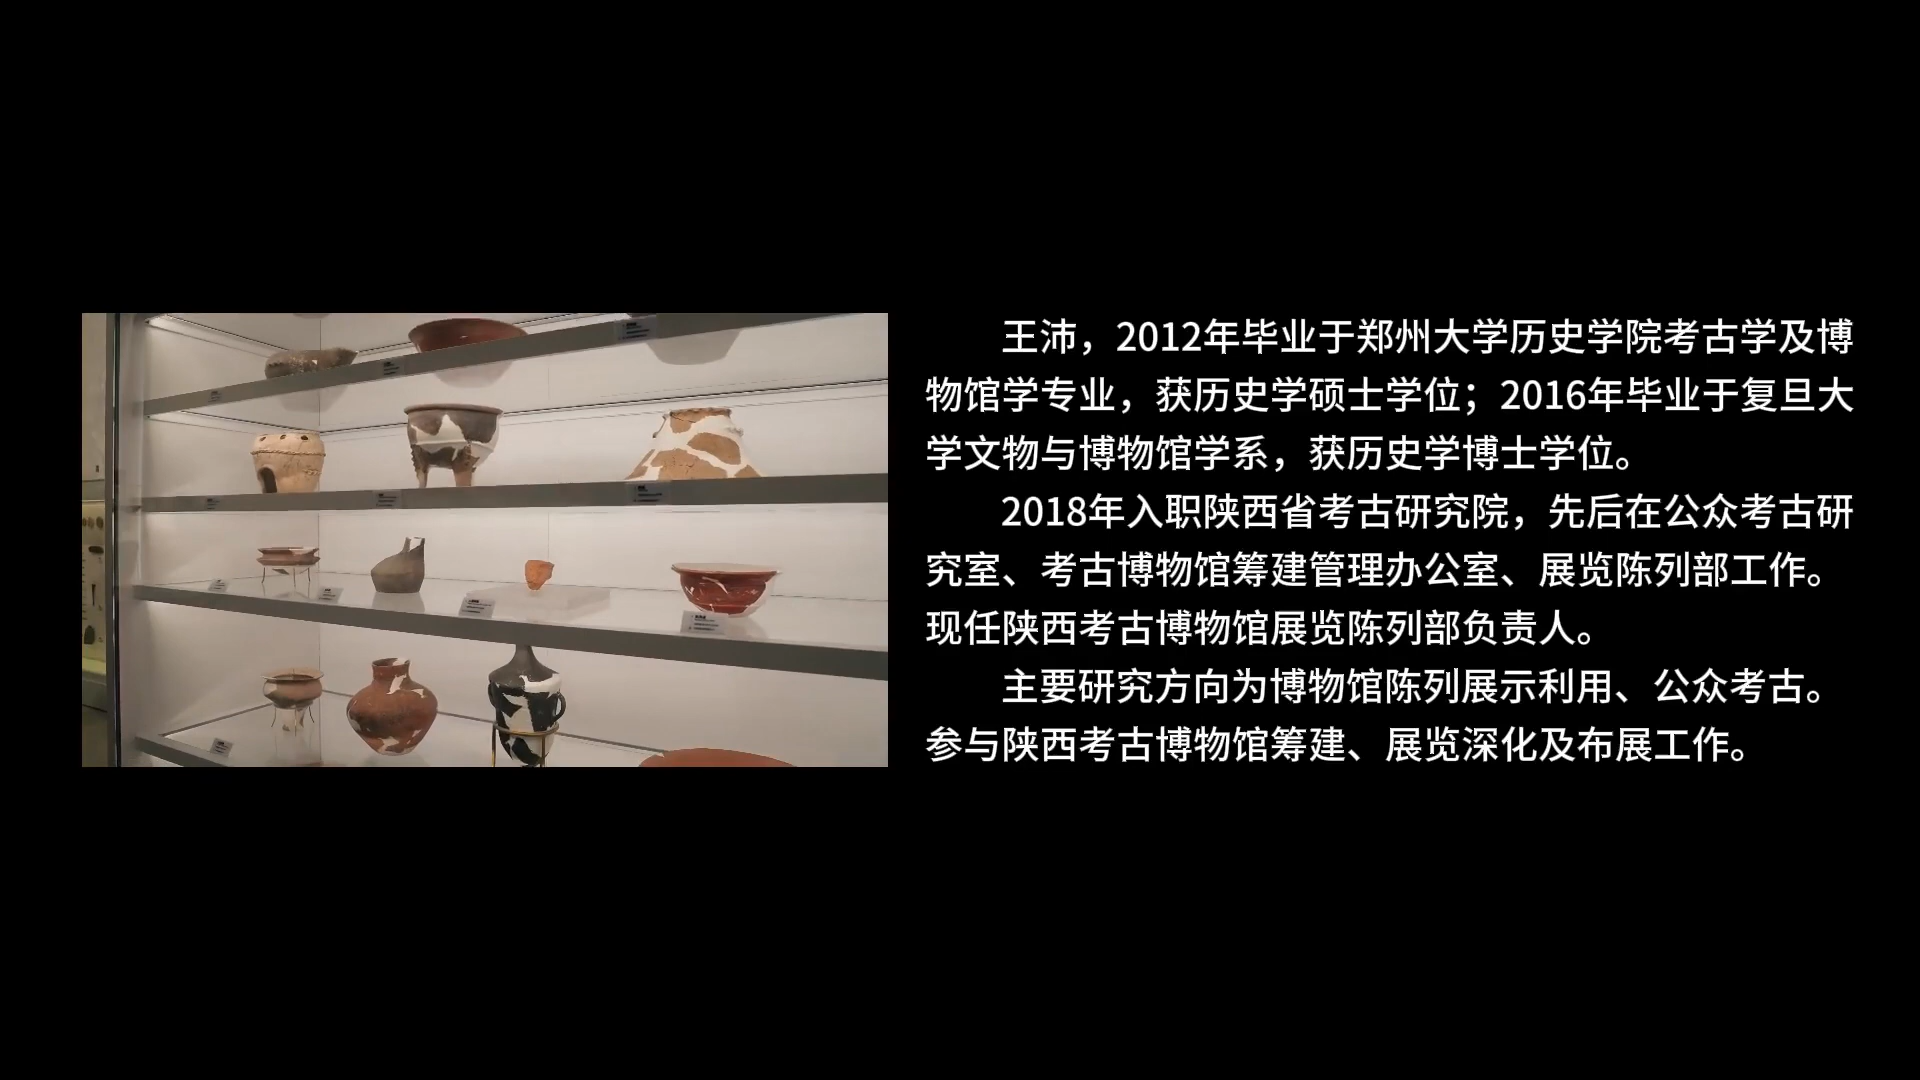 王沛，2012年毕业于郑州大学历史学院考古学及博
物馆学专业，获历史学硕士学位；2016年毕业于复旦大
学文物与博物馆学系，获历史学博士学位。
2018年入职陕西省考古研究院，先后在公众考古研
究室、考古博物馆筹建管理办公室、展览陈列部工作。
现任陕西考古博物馆展览陈列部负责人。
主要研究方向为博物馆陈列展示利用、公众考古。
参与陕西考古博物馆筹建、展览深化及布展工作。